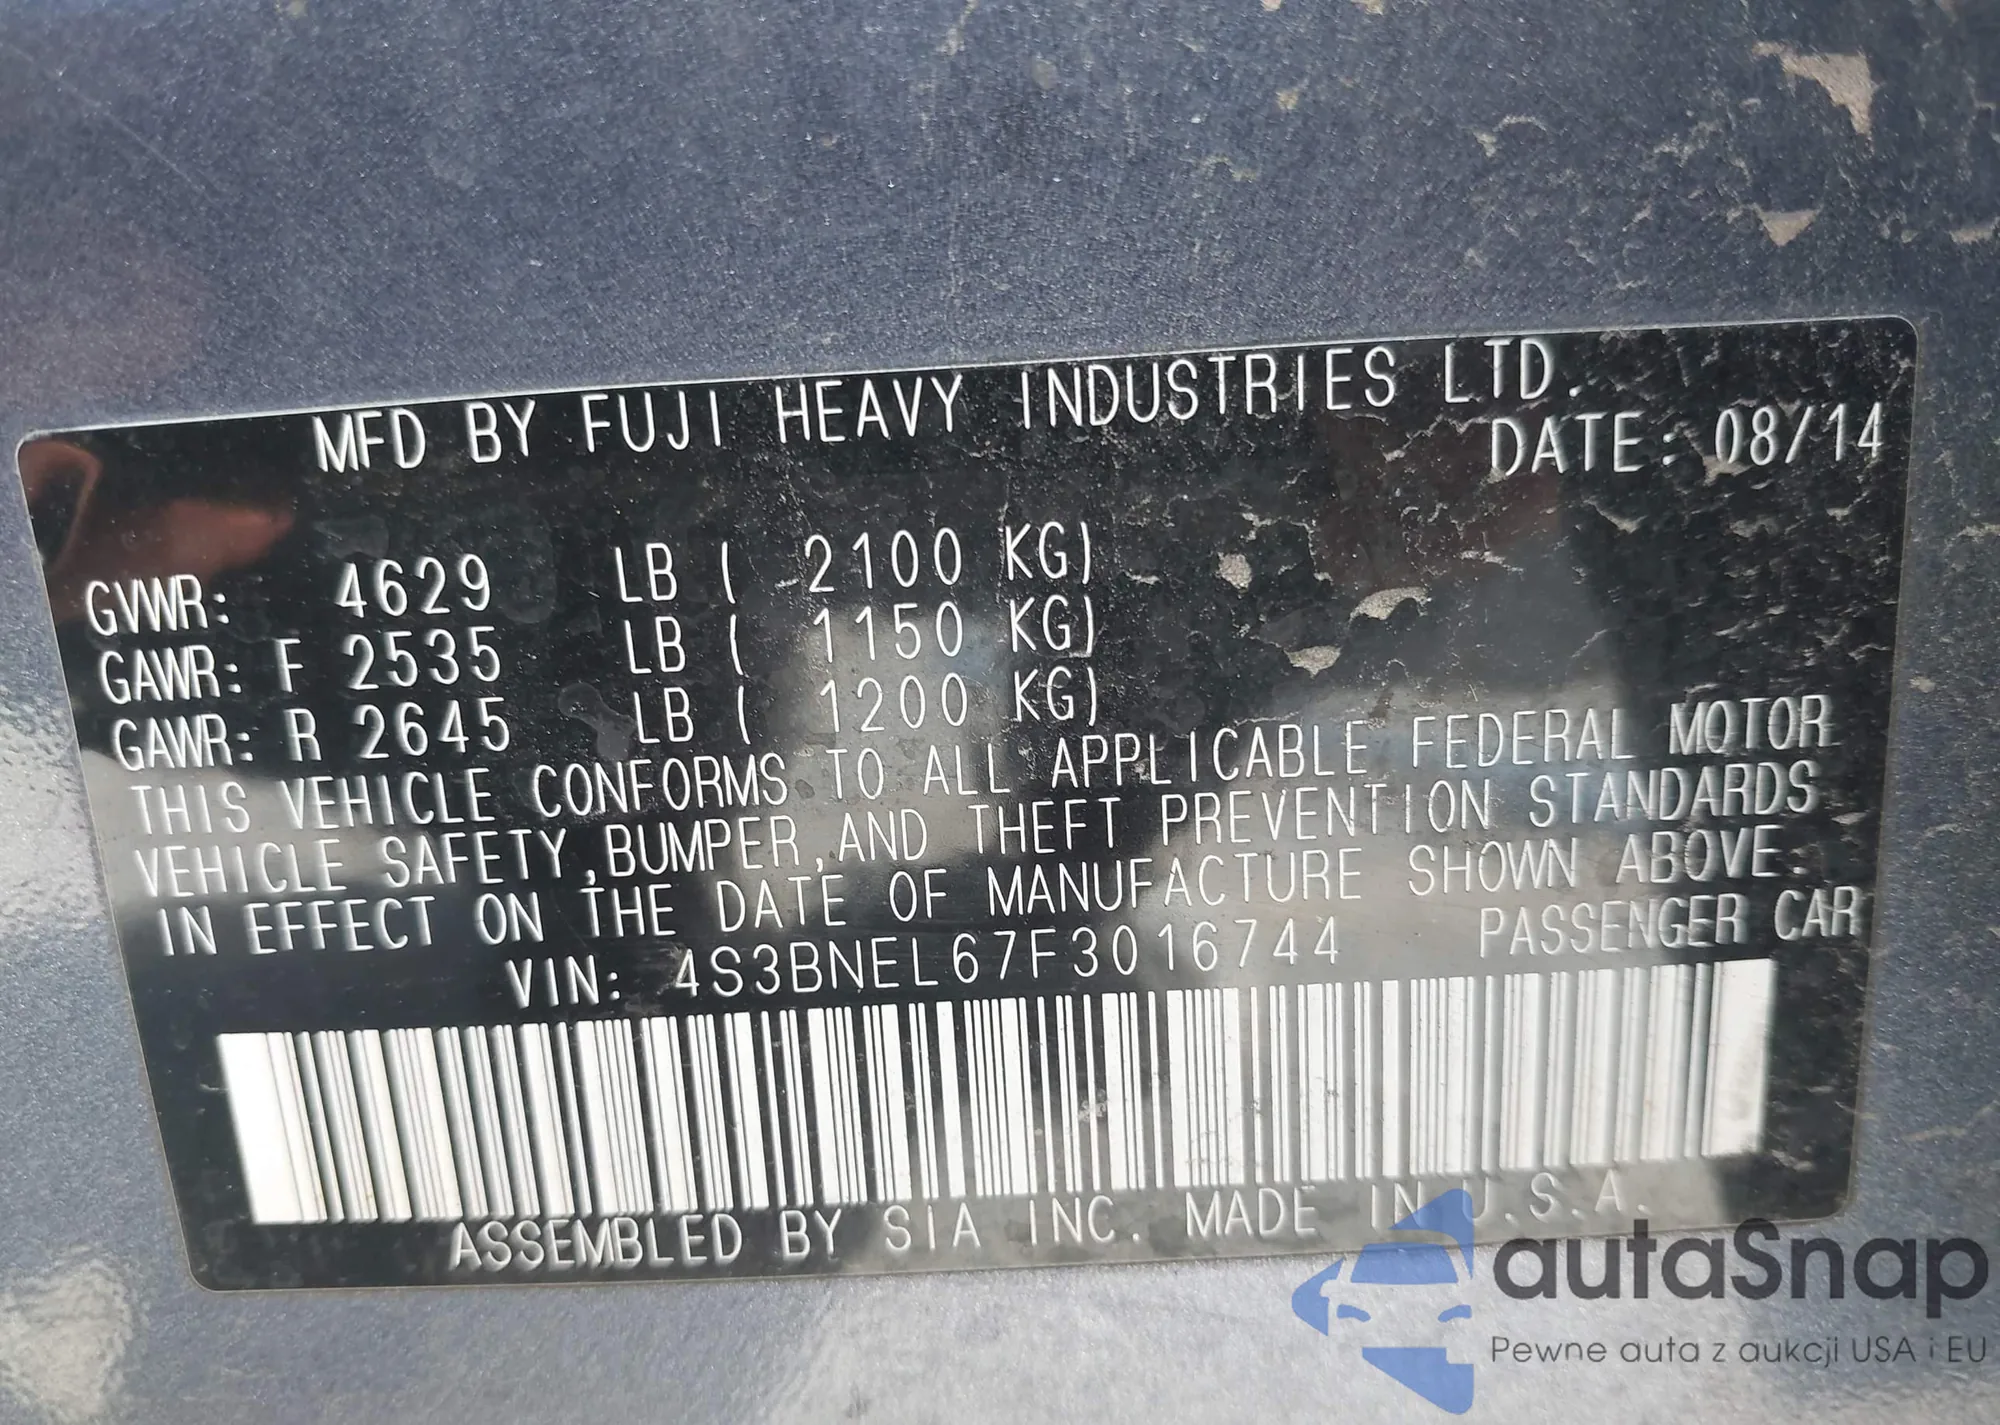 MFD BY FUJI HEAVY INDUSTRIES LTD.
DATE: 08/14
GVWR: 4629 LB ( 2100 KG)
GAWR: F 2535 LB ( 1150 KG)
GAWR: R 2645 LB ( 1200 KG)
THIS VEHICLE CONFORMS TO ALL APPLICABLE FEDERAL MOTOR
VEHICLE SAFETY,BUMPER,AND THEFT PREVENTION STANDARDS
IN EFFECT ON THE DATE OF MANUFACTURE SHOWN ABOVE.
VIN: 4S3BNEL67F3016744 PASSENGER CAR
ASSEMBLED BY SIA INC. MADE IN U.S.A.
autaSnap
Pewne auta z aukcji USA i EU